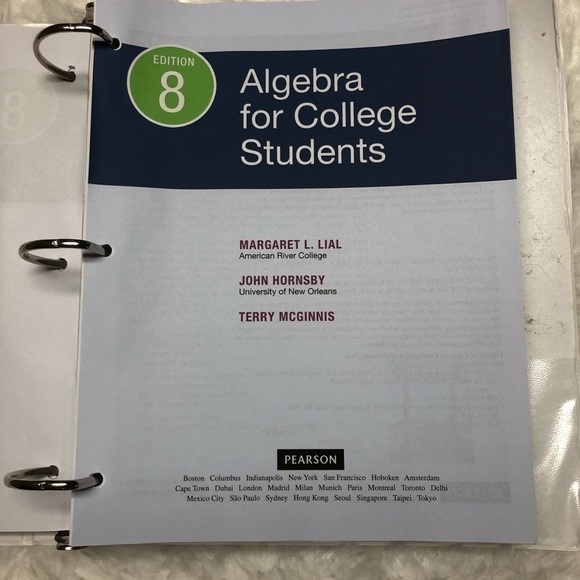 EDITION
8
Algebra
for College
Students
MARGARET L. LIAL
American River College
JOHN HORNSBY
University of New Orleans
TERRY MCGINNIS
PEARSON
Boston Columbus Indianapolis New York San Francisco Hoboken Amsterdam
Cape Town Dubai London Madrid Milan Munich Paris Montreal Toronto Delhi
Mexico City São Paulo Sydney Hong Kong Seoul Singapore Taipei Tokyo
8